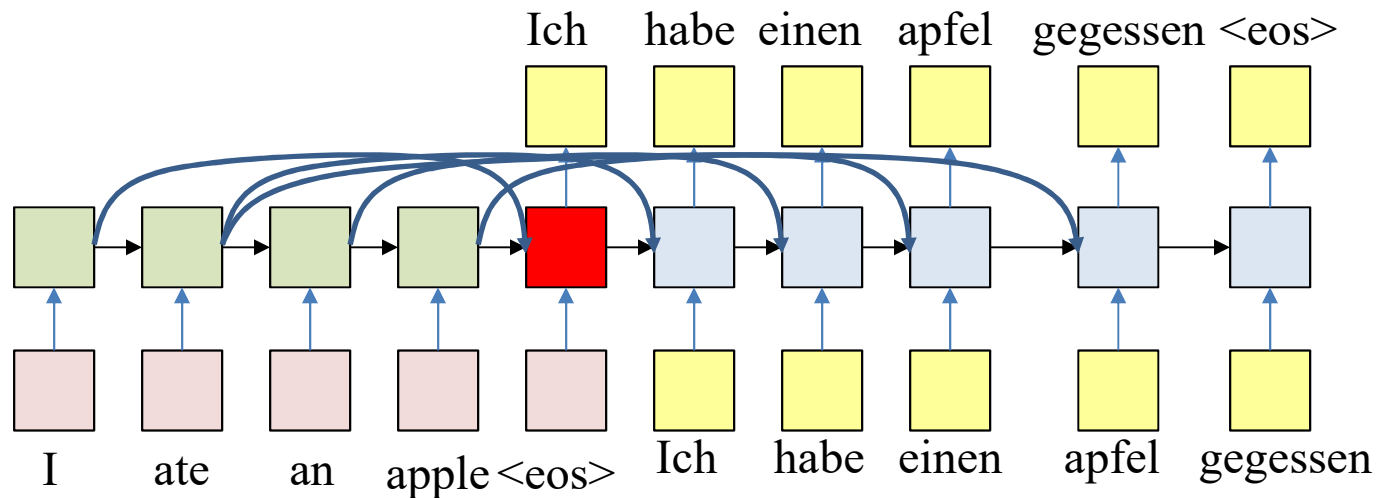 Ich habe einen apfel gegessen <eos>
I ate an apple <eos> Ich habe einen apfel gegessen